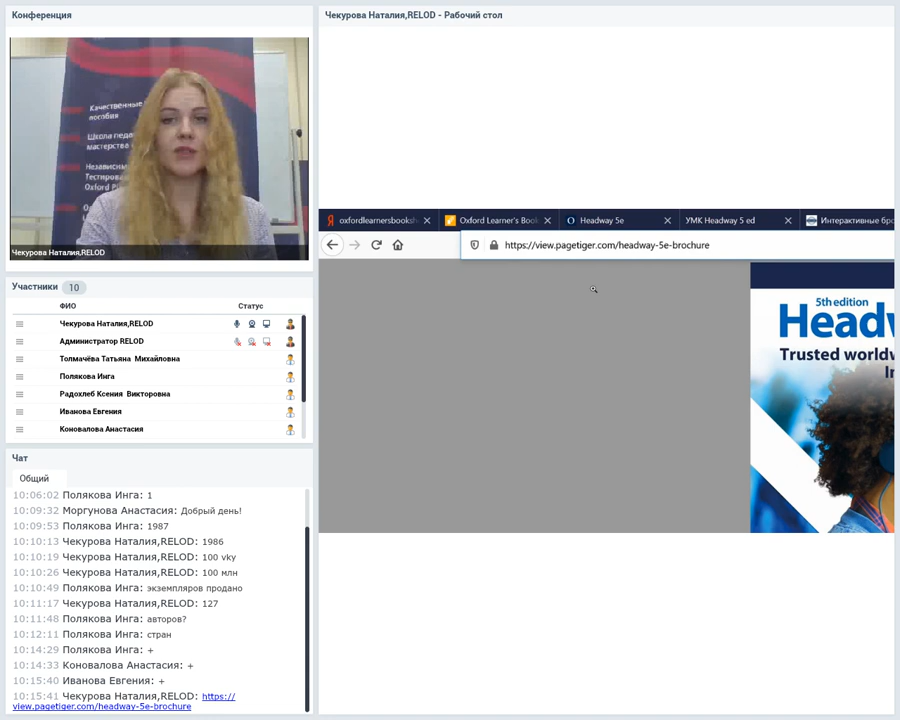 Конференция
Качественные
пособия
Школа педа
мастерства
Независим
Тестиров
Oxford Pl
Чекурова Наталия,RELOD
Участники 10
ФИО Статус
Чекурова Наталия,RELOD
Администратор RELOD
Толмачёва Татьяна Михайловна
Полякова Инга
Радохлеб Ксения Викторовна
Иванова Евгения
Коновалова Анастасия
Чат
Общий
10:06:02 Полякова Инга: 1
10:09:32 Моргунова Анастасия: Добрый день!
10:09:53 Полякова Инга: 1987
10:10:13 Чекурова Наталия,RELOD: 1986
10:10:19 Чекурова Наталия,RELOD: 100 vky
10:10:26 Чекурова Наталия,RELOD: 100 млн
10:10:49 Полякова Инга: экземпляров продано
10:11:17 Чекурова Наталия,RELOD: 127
10:11:48 Полякова Инга: авторов?
10:12:11 Полякова Инга: стран
10:14:29 Полякова Инга: +
10:14:33 Коновалова Анастасия: +
10:15:40 Иванова Евгения: +
10:15:41 Чекурова Наталия,RELOD: https://
view.pagetiger.com/headway-5e-brochure
Чекурова Наталия,RELOD - Рабочий стол
oxfordlearnersbooksh Oxford Learner's Boo Headway 5e УМК Headway 5 ed Интерактивные бро
https://view.pagetiger.com/headway-5e-brochure
5th edition
Headw
Trusted worldw
In